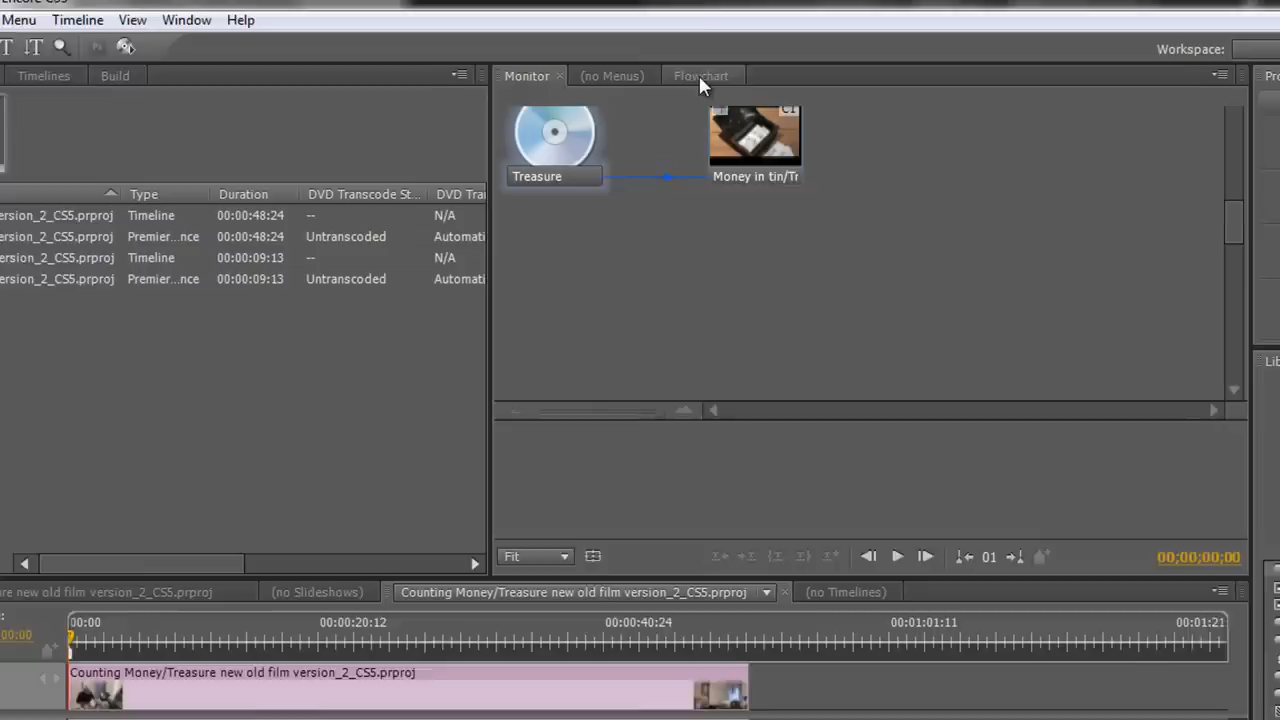 Menu Timeline View Window Help
Workspace:
Timelines Build
Monitor (no Menus) Flowchart
Treasure
Money in tin/Tr
Type Duration DVD Transcode St... DVD Tra
ersion_2_CS5.prproj Timeline 00:00:48:24 -- N/A
ersion_2_CS5.prproj Premier...nce 00:00:48:24 Untranscoded Automati
ersion_2_CS5.prproj Timeline 00:00:09:13 -- N/A
ersion_2_CS5.prproj Premier...nce 00:00:09:13 Untranscoded Automati
Lib
Fit
01
00;00;00;00
re new old film version_2_CS5.prproj (no Slideshows) Counting Money/Treasure new old film version_2_CS5.prproj (no Timelines)
00:00 00:00:20:12 00:00:40:24 00:01:01:11 00:01:21
00:00
Counting Money/Treasure new old film version_2_CS5.prproj